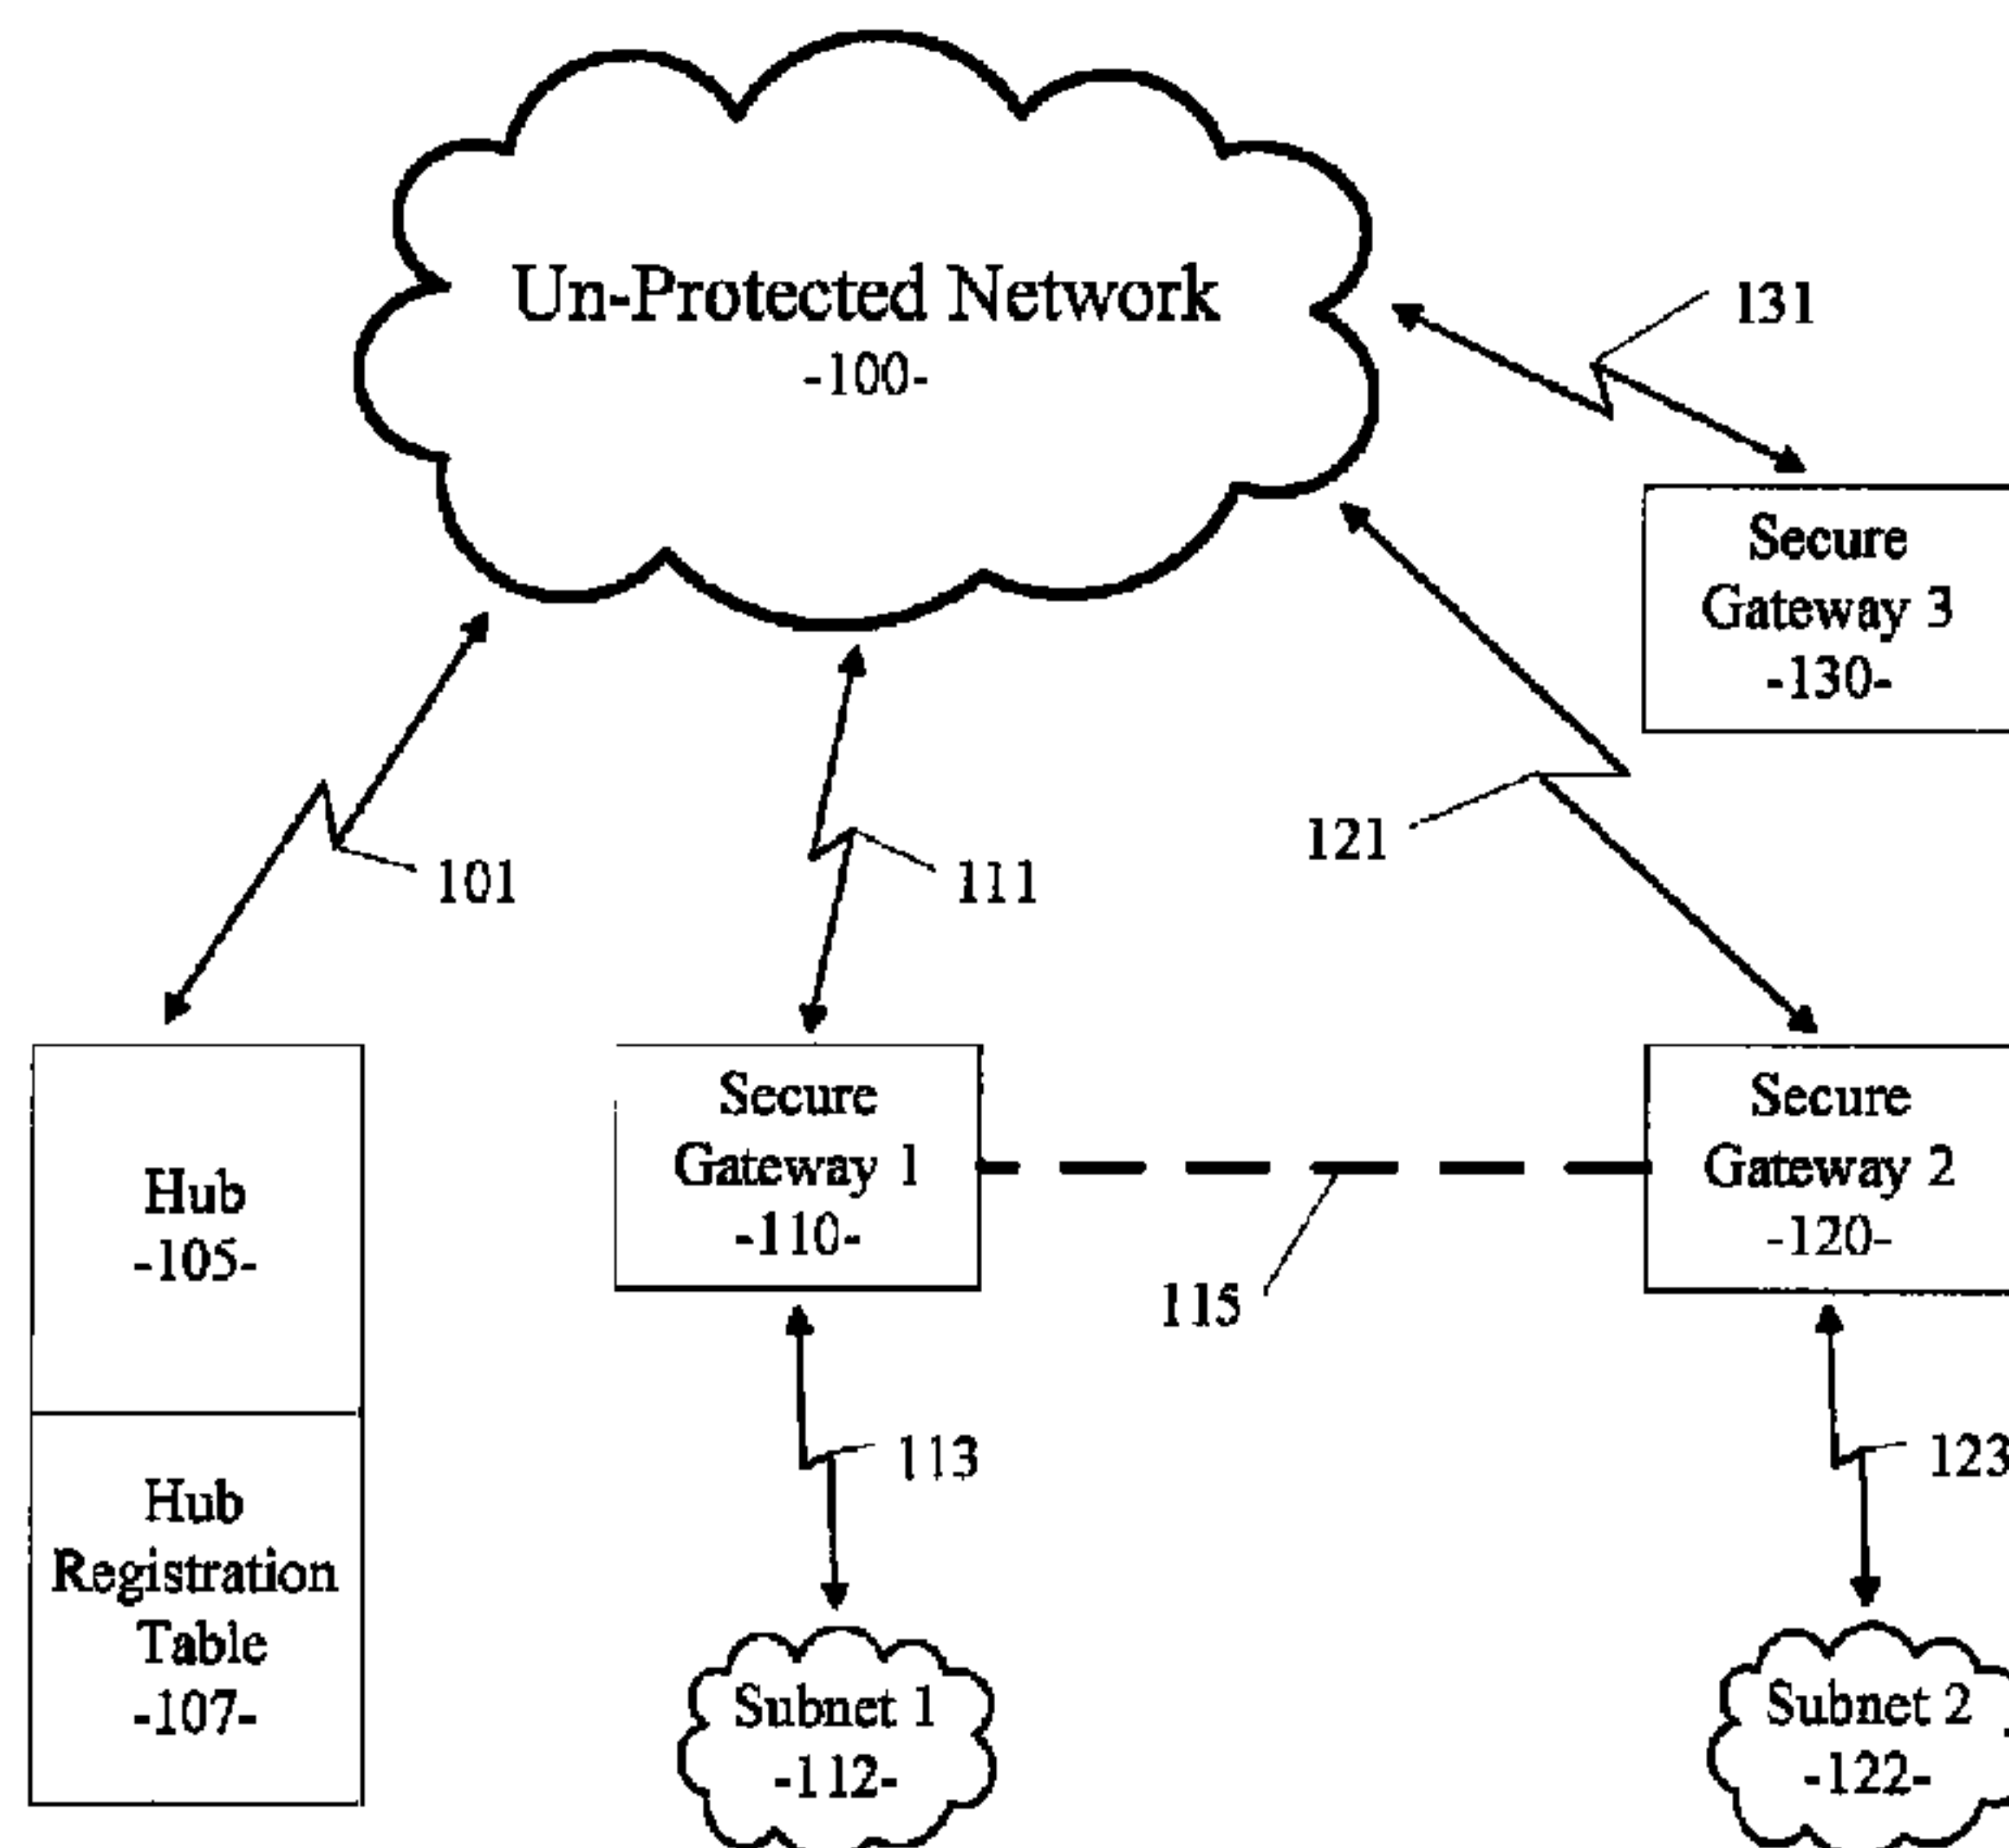 Un-Protected Network
-100-
131
Secure
Gateway 3
-130-
101
111
121
Hub
-105-
Secure
Gateway 1
-110-
115
Secure
Gateway 2
-120-
113
123
Hub
Registration
Table
-107-
Subnet 1
-112-
Subnet 2
-122-